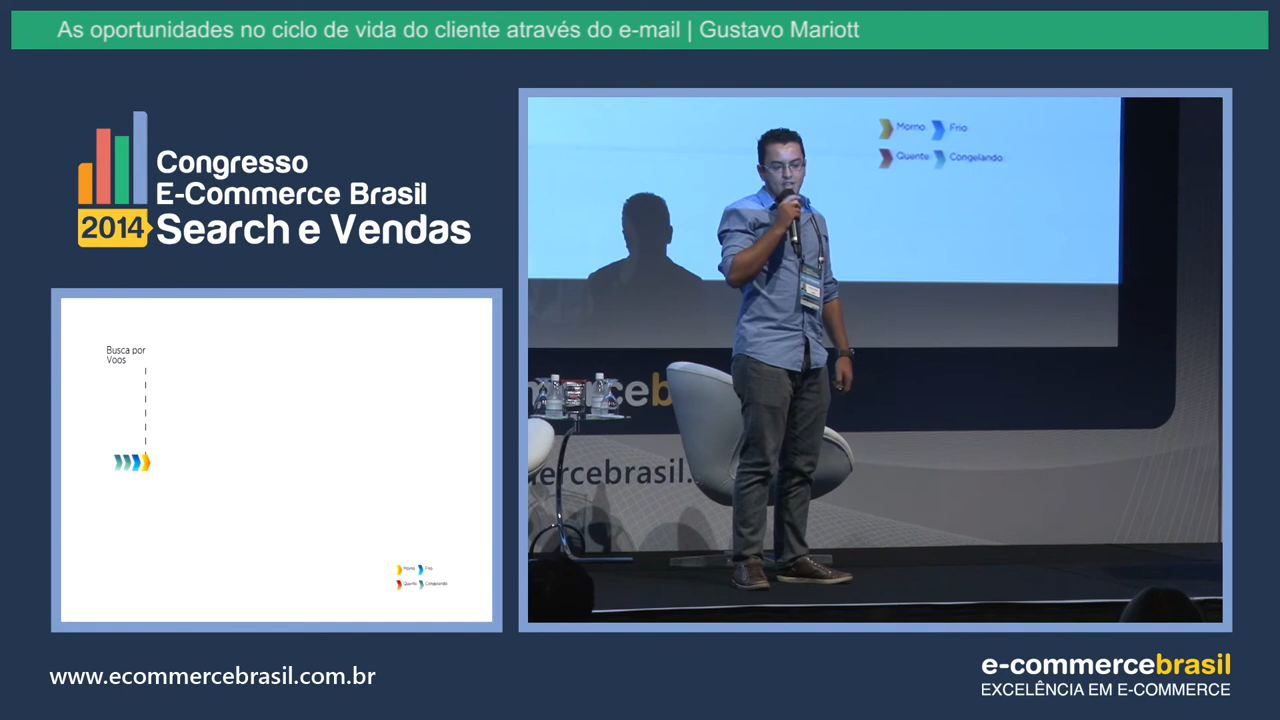 As oportunidades no ciclo de vida do cliente através do e-mail | Gustavo Mariott
Congresso
E-Commerce Brasil
2014 Search e Vendas
Morno Frio
Quente Congelando
Busca por
Voos
Morno Frio
Quente Congelando
mercebrasil.
www.ecommercebrasil.com.br
e-commercebrasil
EXCELÊNCIA EM E-COMMERCE